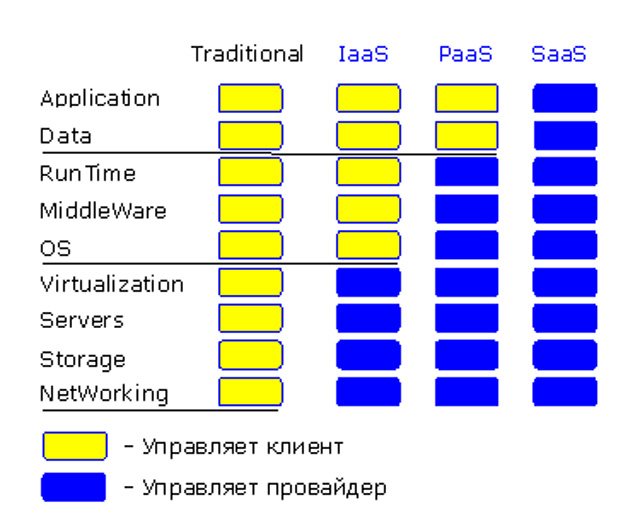 Traditional IaaS PaaS SaaS
Application
Data
RunTime
MiddleWare
OS
Virtualization
Servers
Storage
NetWorking
– Управляет клиент
– Управляет провайдер